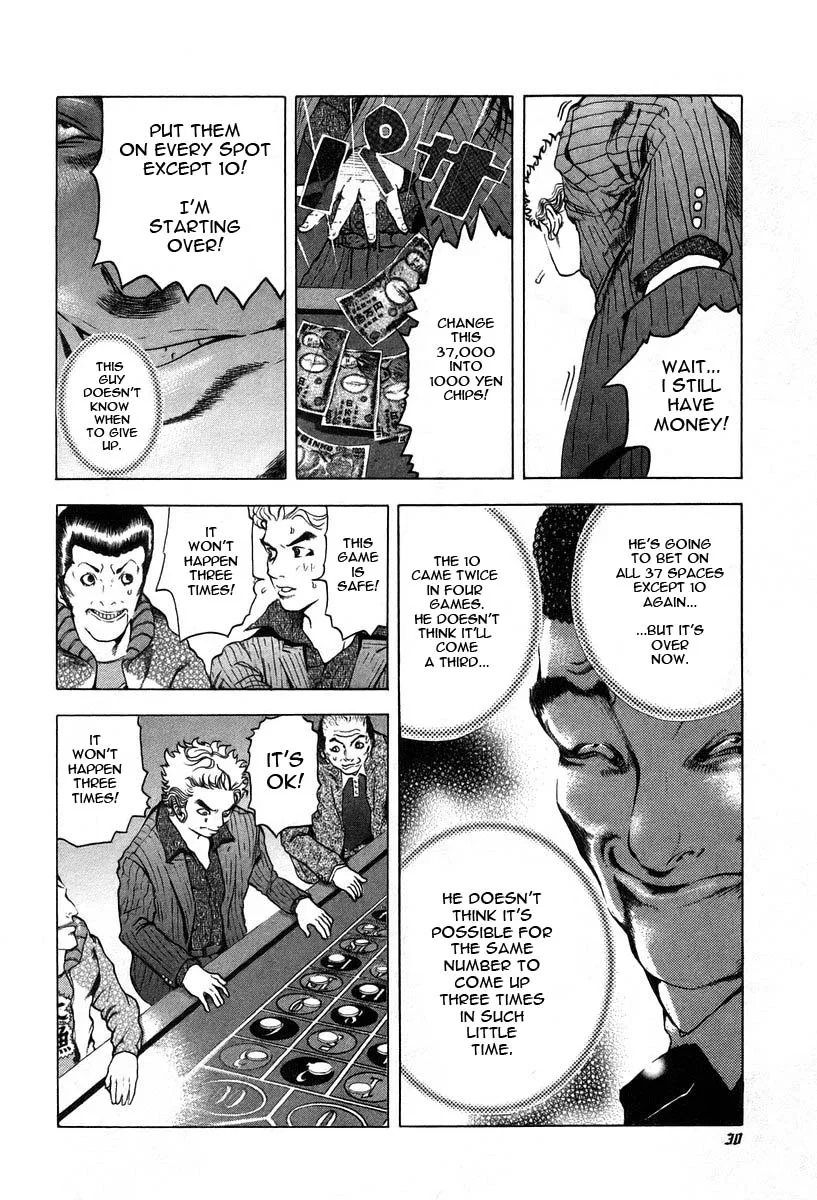 WAIT...
I STILL
HAVE
MONEY!
パサ
CHANGE
THIS
37,000
INTO
1000 YEN
CHIPS!
PUT THEM
ON EVERY SPOT
EXCEPT 10!
I'M
STARTING
OVER!
THIS
GUY
DOESN'T
KNOW
WHEN
TO GIVE
UP.
HE'S GOING
TO BET ON
ALL 37 SPACES
EXCEPT 10
AGAIN...
...BUT IT'S
OVER
NOW.
THE 10
CAME TWICE
IN FOUR
GAMES.
HE DOESN'T
THINK IT'LL
COME
A THIRD...
HE DOESN'T
THINK IT'S
POSSIBLE FOR
THE SAME
NUMBER TO
COME UP
THREE TIMES
IN SUCH
LITTLE
TIME.
THIS
GAME
IS
SAFE!
IT
WON'T
HAPPEN
THREE
TIMES!
IT'S
OK!
IT
WON'T
HAPPEN
THREE
TIMES!
30